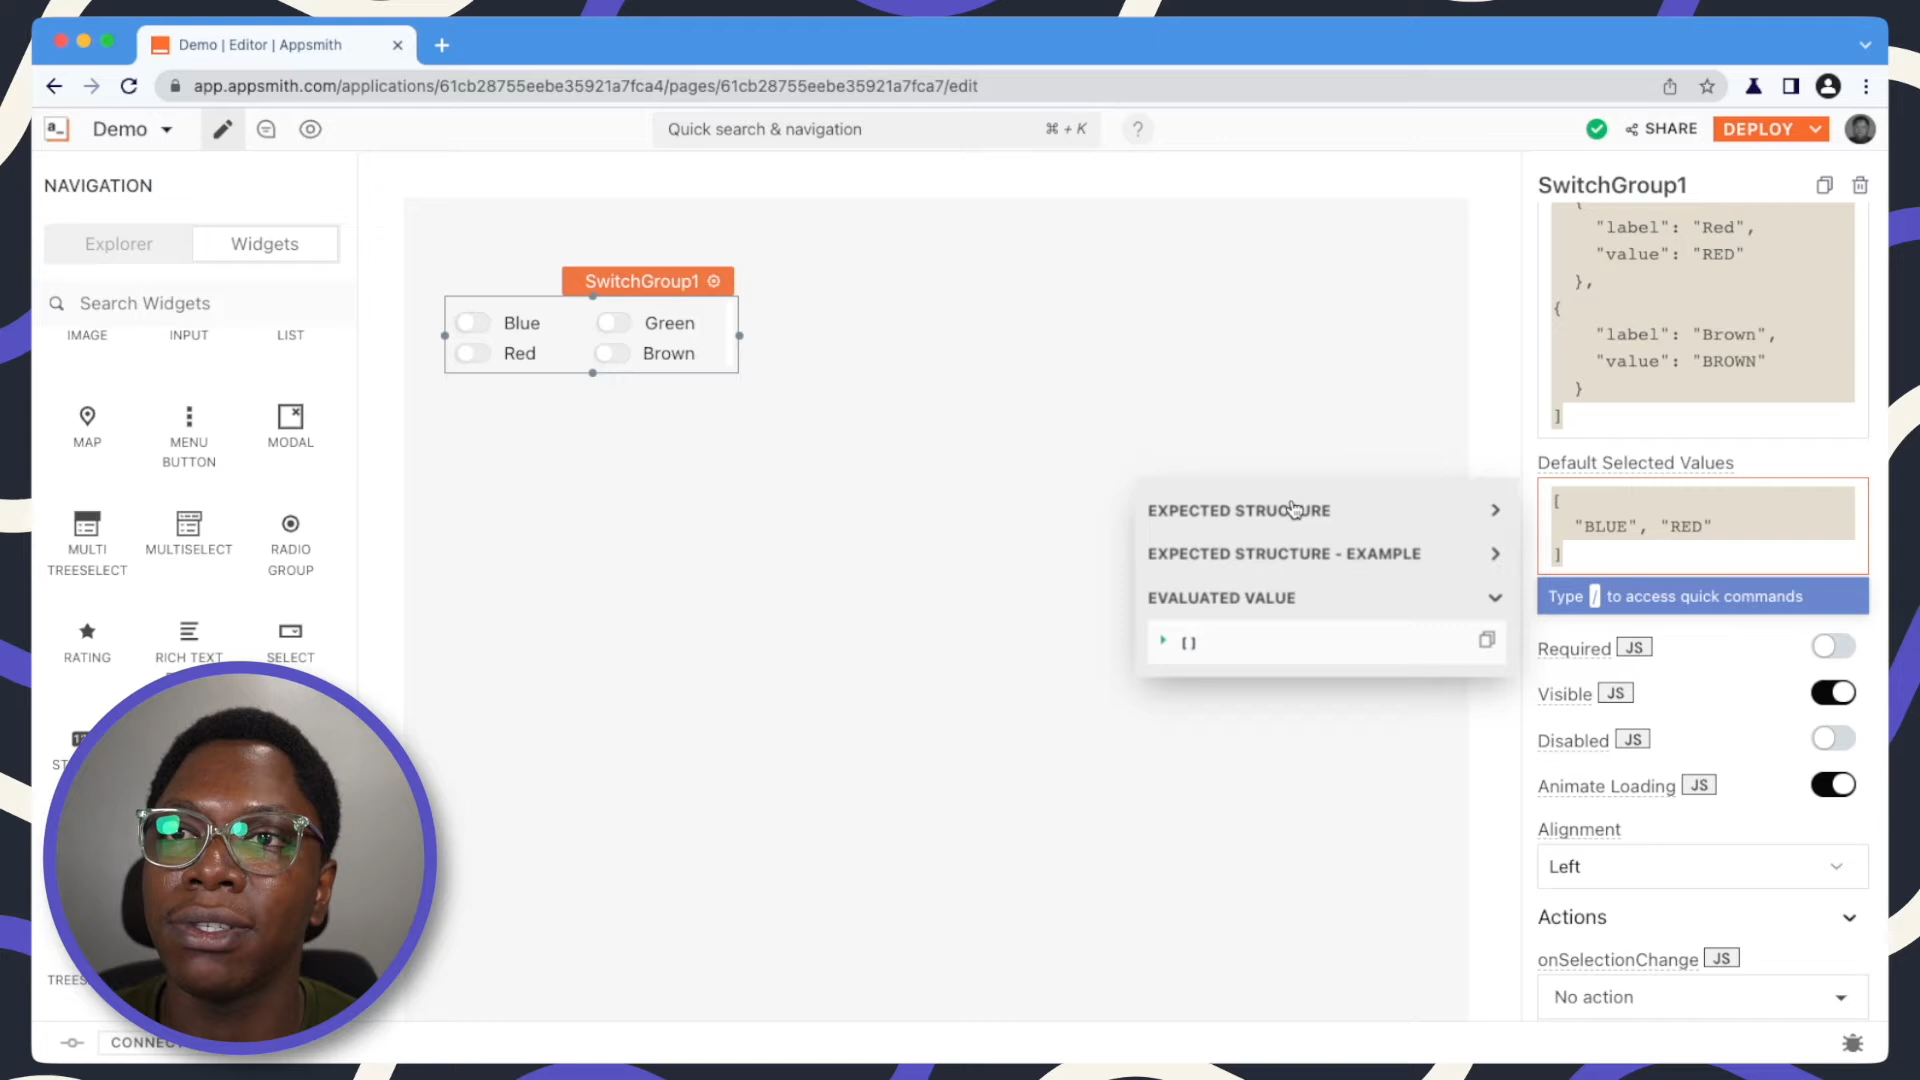 Demo | Editor | Appsmith
app.appsmith.com/applications/61cb28755eebe35921a7fca4/pages/61cb28755eebe35921a7fca7/edit
a_
Demo
Quick search & navigation
⌘ + K
?
SHARE
DEPLOY
NAVIGATION
Explorer
Widgets
Search Widgets
IMAGE
INPUT
LIST
MAP
MENU
BUTTON
MODAL
MULTI
TREESELECT
MULTISELECT
RADIO
GROUP
RATING
RICH TEXT
SELECT
SwitchGroup1
Blue
Green
Red
Brown
EXPECTED STRUCTURE
EXPECTED STRUCTURE - EXAMPLE
EVALUATED VALUE
[]
SwitchGroup1
{
"label": "Red",
"value": "RED"
},
{
"label": "Brown",
"value": "BROWN"
}
]
Default Selected Values
[
"BLUE", "RED"
]
Type / to access quick commands
Required JS
Visible JS
Disabled JS
Animate Loading JS
Alignment
Left
Actions
onSelectionChange JS
No action